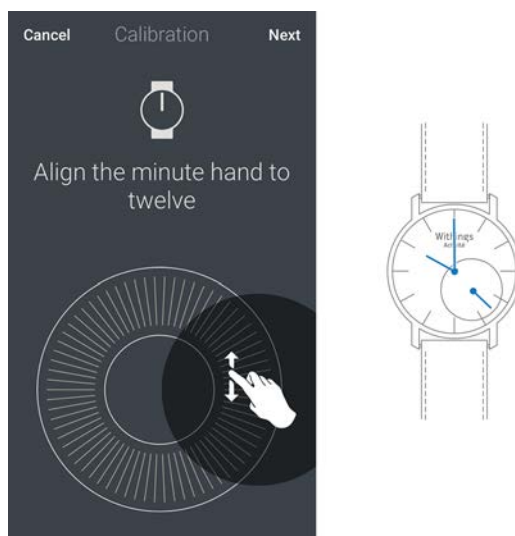 Cancel
Calibration
Next
Align the minute hand to
twelve
Withings
Activité